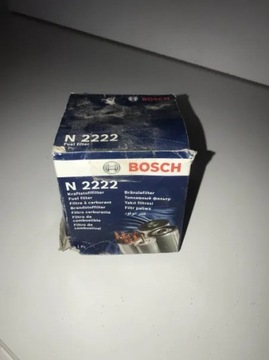 BOSCH
N 2222
Fuel filter
BOSCH
N 2222
Kraftstofffilter
Fuel filter
Filtre à carburant
Brandstoffilter
Filtro carburante
Filtro de
combustible
Filtro de
combustível
Bränslefilter
Топливный фильтр
Yakıt filtresi
Filtr paliwa